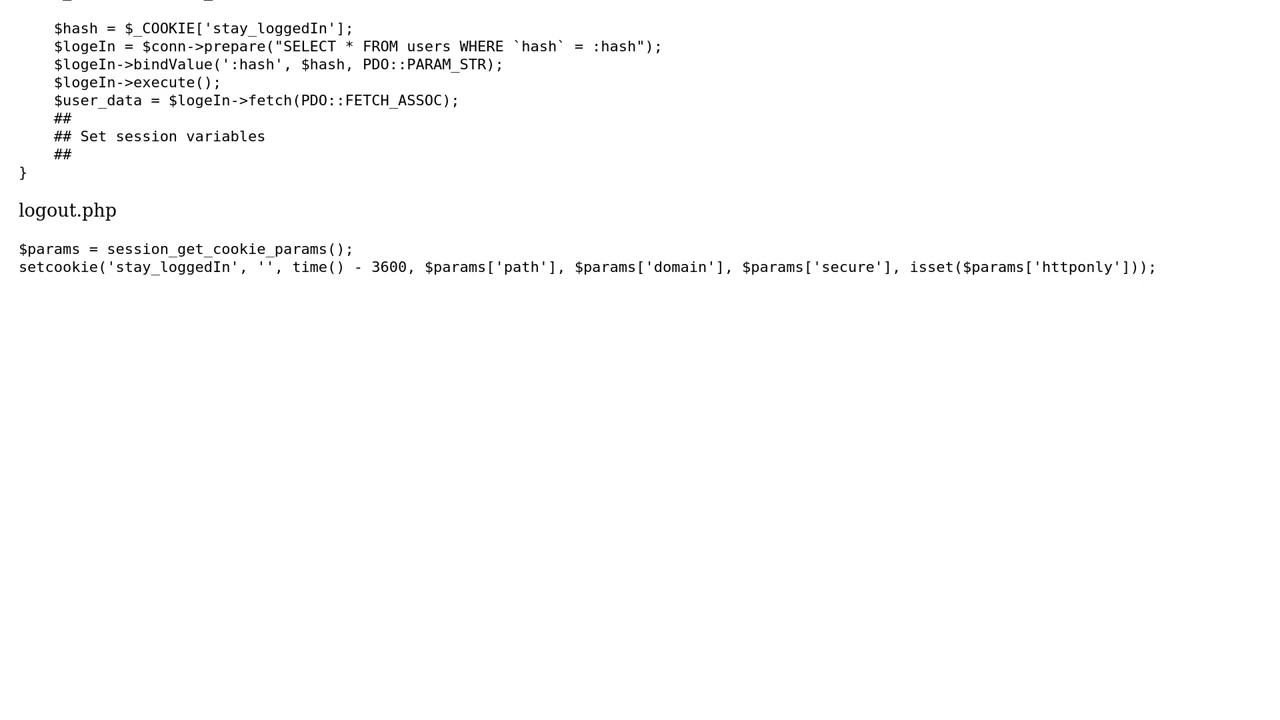 $hash = $_COOKIE['stay_loggedIn'];
$logeIn = $conn->prepare("SELECT * FROM users WHERE `hash` = :hash");
$logeIn->bindValue(':hash', $hash, PDO::PARAM_STR);
$logeIn->execute();
$user_data = $logeIn->fetch(PDO::FETCH_ASSOC);
##
## Set session variables
##
}
logout.php
$params = session_get_cookie_params();
setcookie('stay_loggedIn', '', time() - 3600, $params['path'], $params['domain'], $params['secure'], isset($params['httponly']));